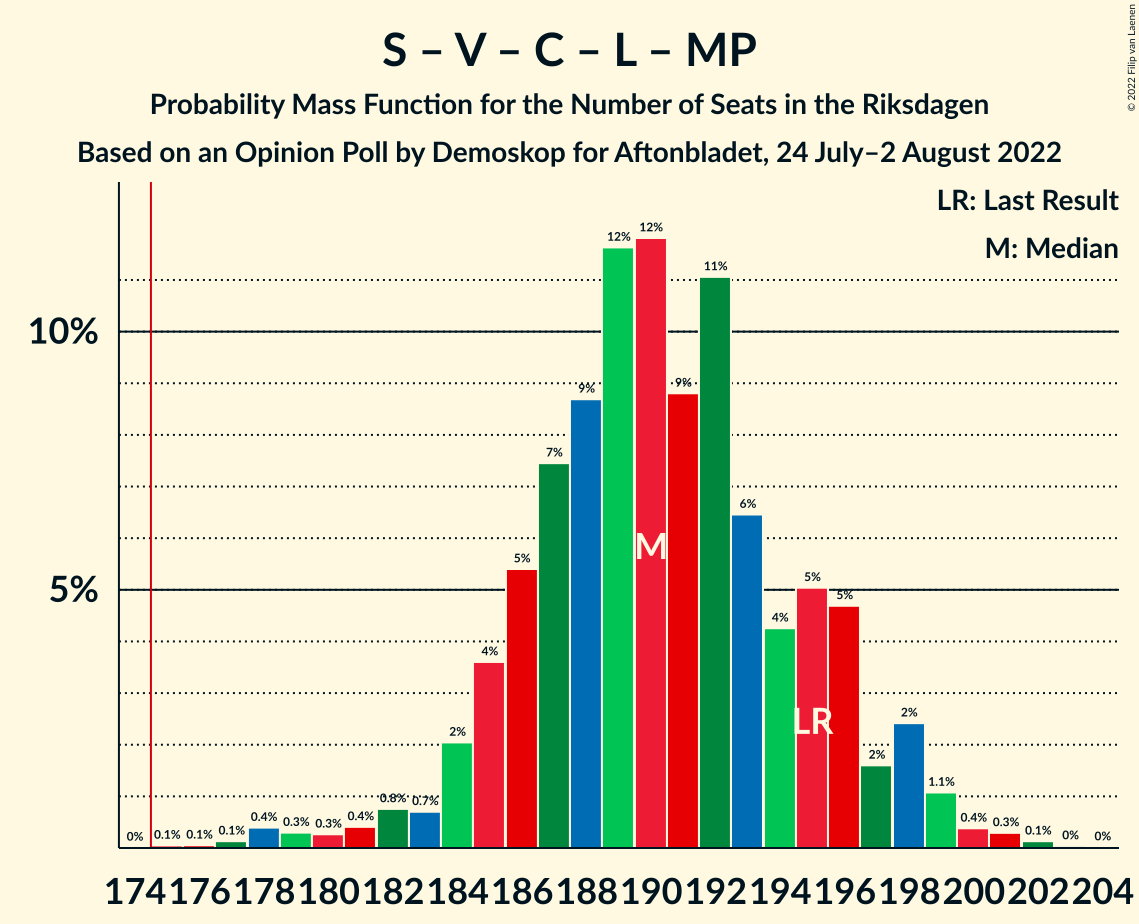 S – V – C – L – MP
Probability Mass Function for the Number of Seats in the Riksdagen
Based on an Opinion Poll by Demoskop for Aftonbladet, 24 July–2 August 2022
© 2022 Filip van Laenen
LR: Last Result
M: Median
10%
5%
0% 0.1% 0.1% 0.1% 0.4% 0.3% 0.3% 0.4% 0.8% 0.7% 2% 4% 5% 7% 9% 12% 12% 9% 11% 6% 4% 5% 5% 2% 2% 1.1% 0.4% 0.3% 0.1% 0% 0%
M
LR
174 176 178 180 182 184 186 188 190 192 194 196 198 200 202 204